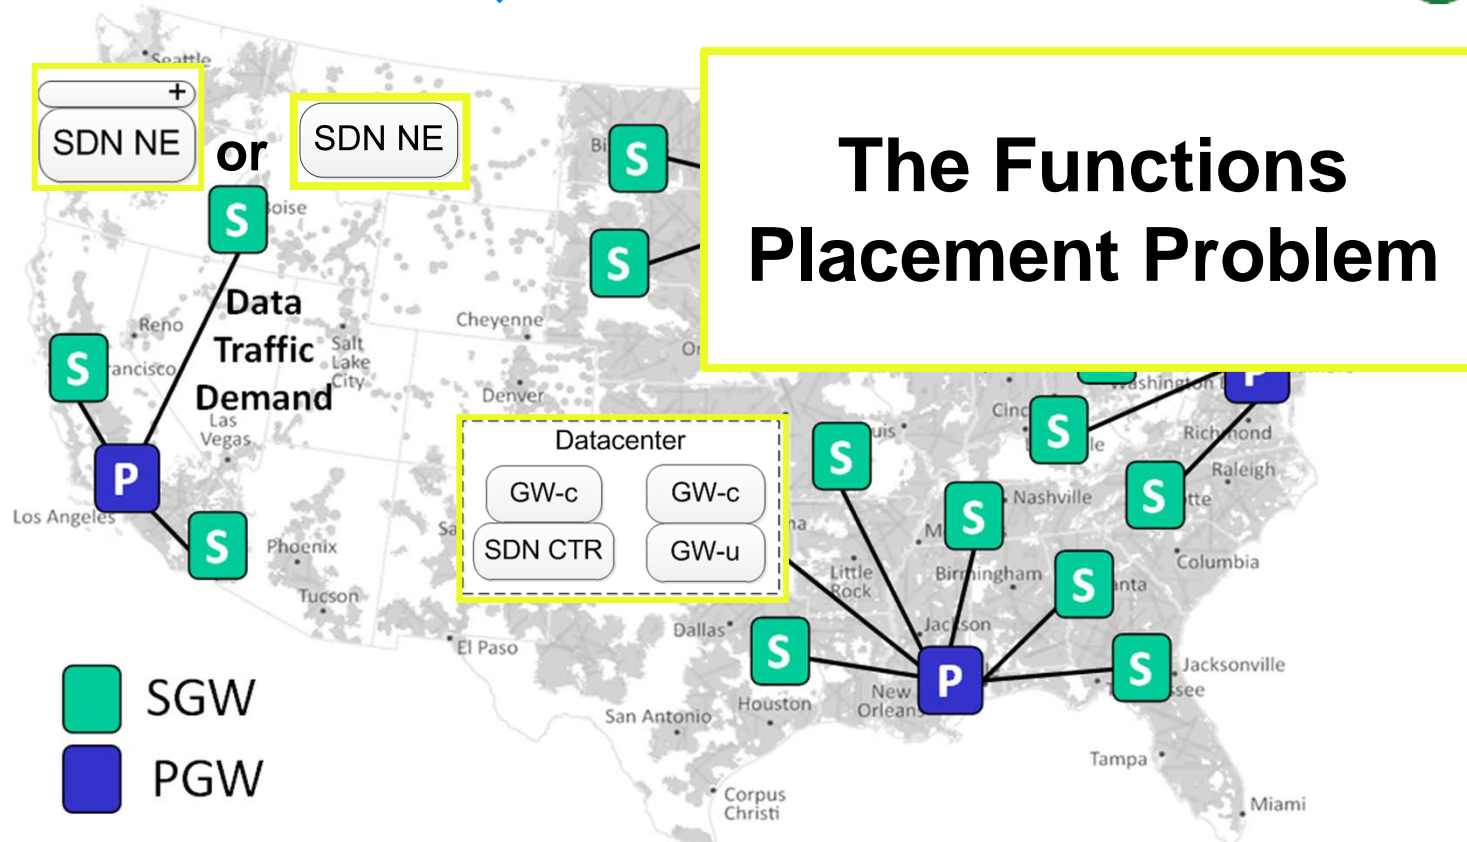 Seattle
+
SDN NE
or
SDN NE
S
Boise
S
S
The Functions
Placement Problem
Data
Traffic
Demand
Reno
Salt
Lake
City
Cheyenne
S
Francisco
Las
Vegas
Denver
Washington
P
S
S
Richmond
P
Los Angeles
Datacenter
GW-c
GW-c
SDN CTR
GW-u
S
Raleigh
S
Nashville
S
Phoenix
Tucson
Little
Rock
Birmingham
S
Columbia
Dallas
El Paso
S
Jackson
P
S
Jacksonville
New
Orleans
Houston
San Antonio
SGW
PGW
Tampa
Corpus
Christi
Miami